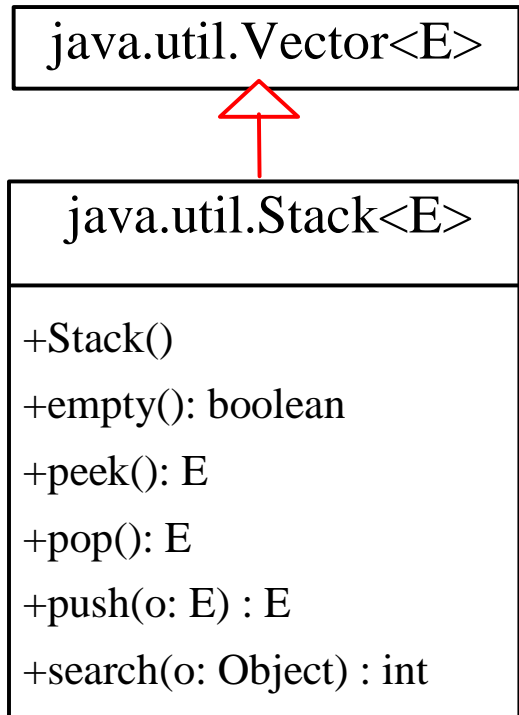 java.util.Vector<E>
java.util.Stack<E>
+Stack()
+empty(): boolean
+peek(): E
+pop(): E
+push(o: E) : E
+search(o: Object) : int